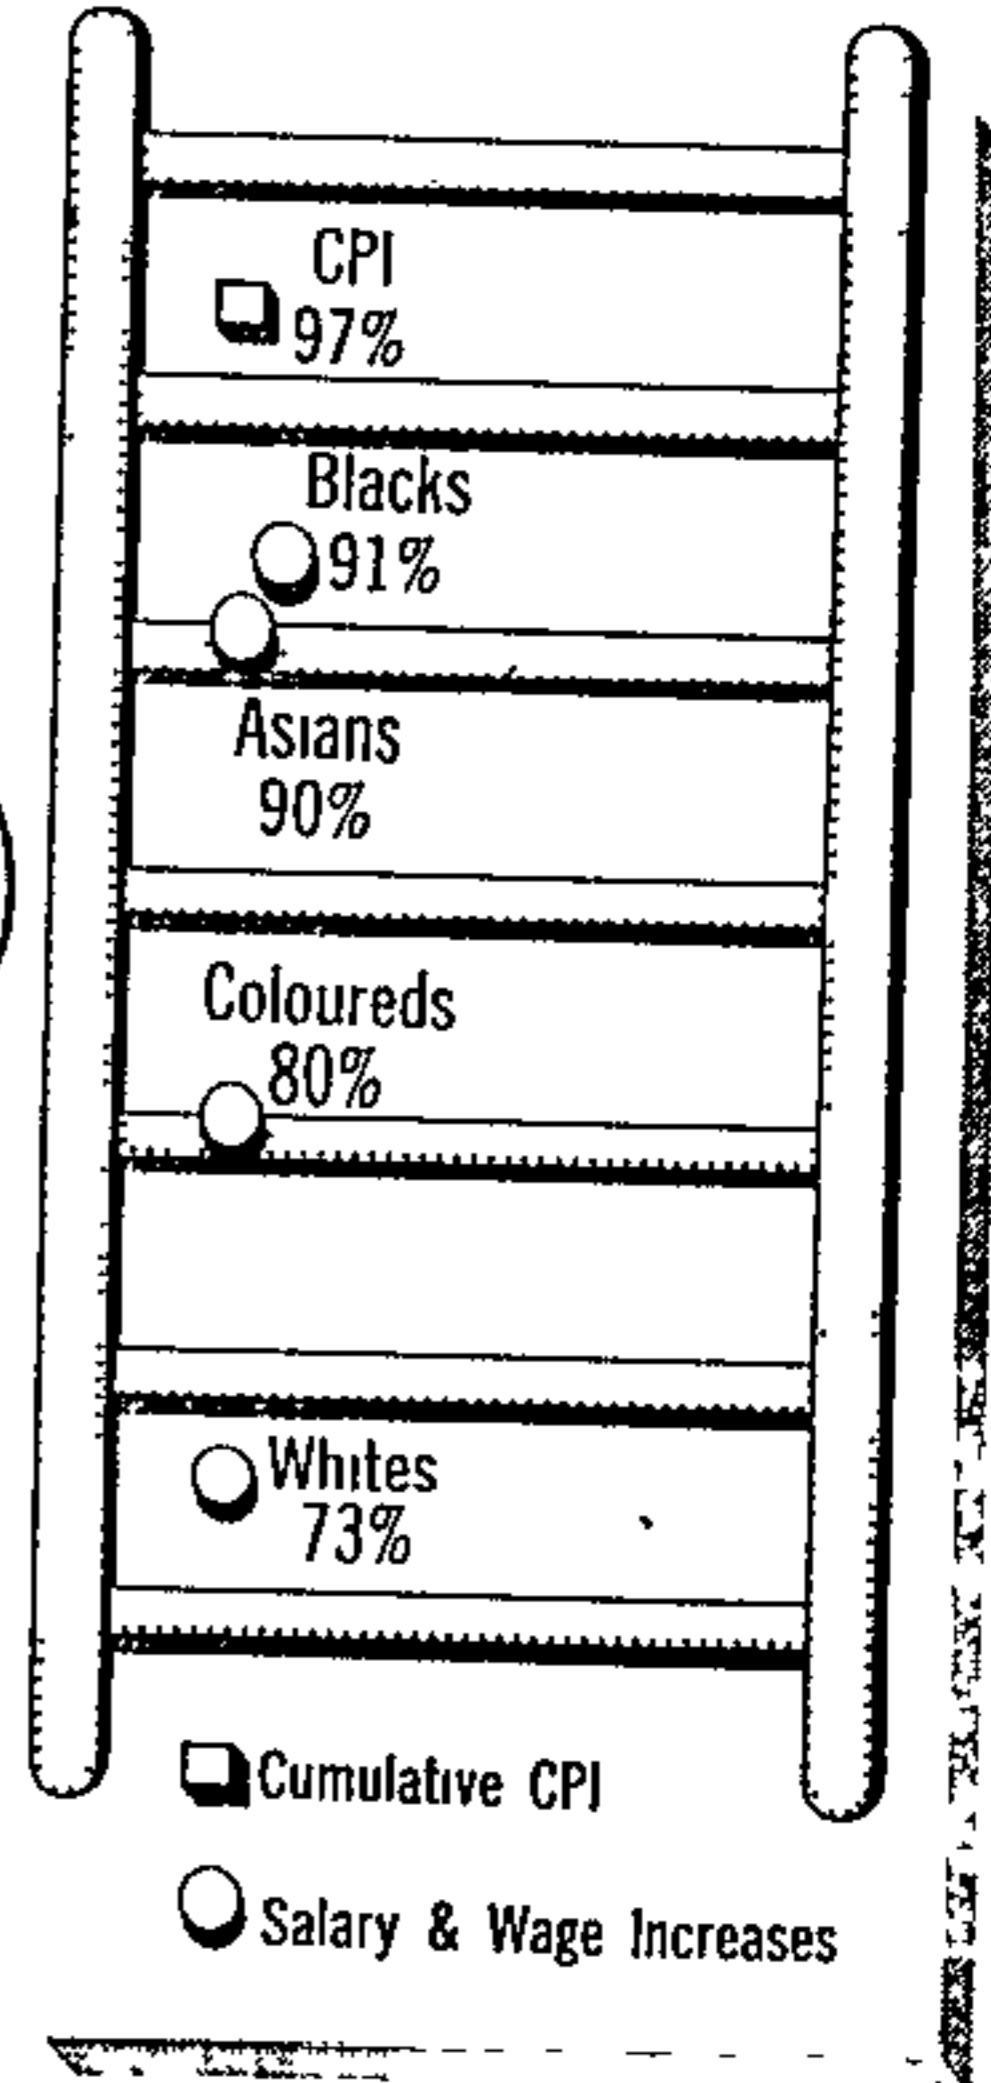 CPI
97%
Blacks
91%
Asians
90%
Coloureds
80%
Whites
73%
Cumulative CPI
Salary & Wage Increases